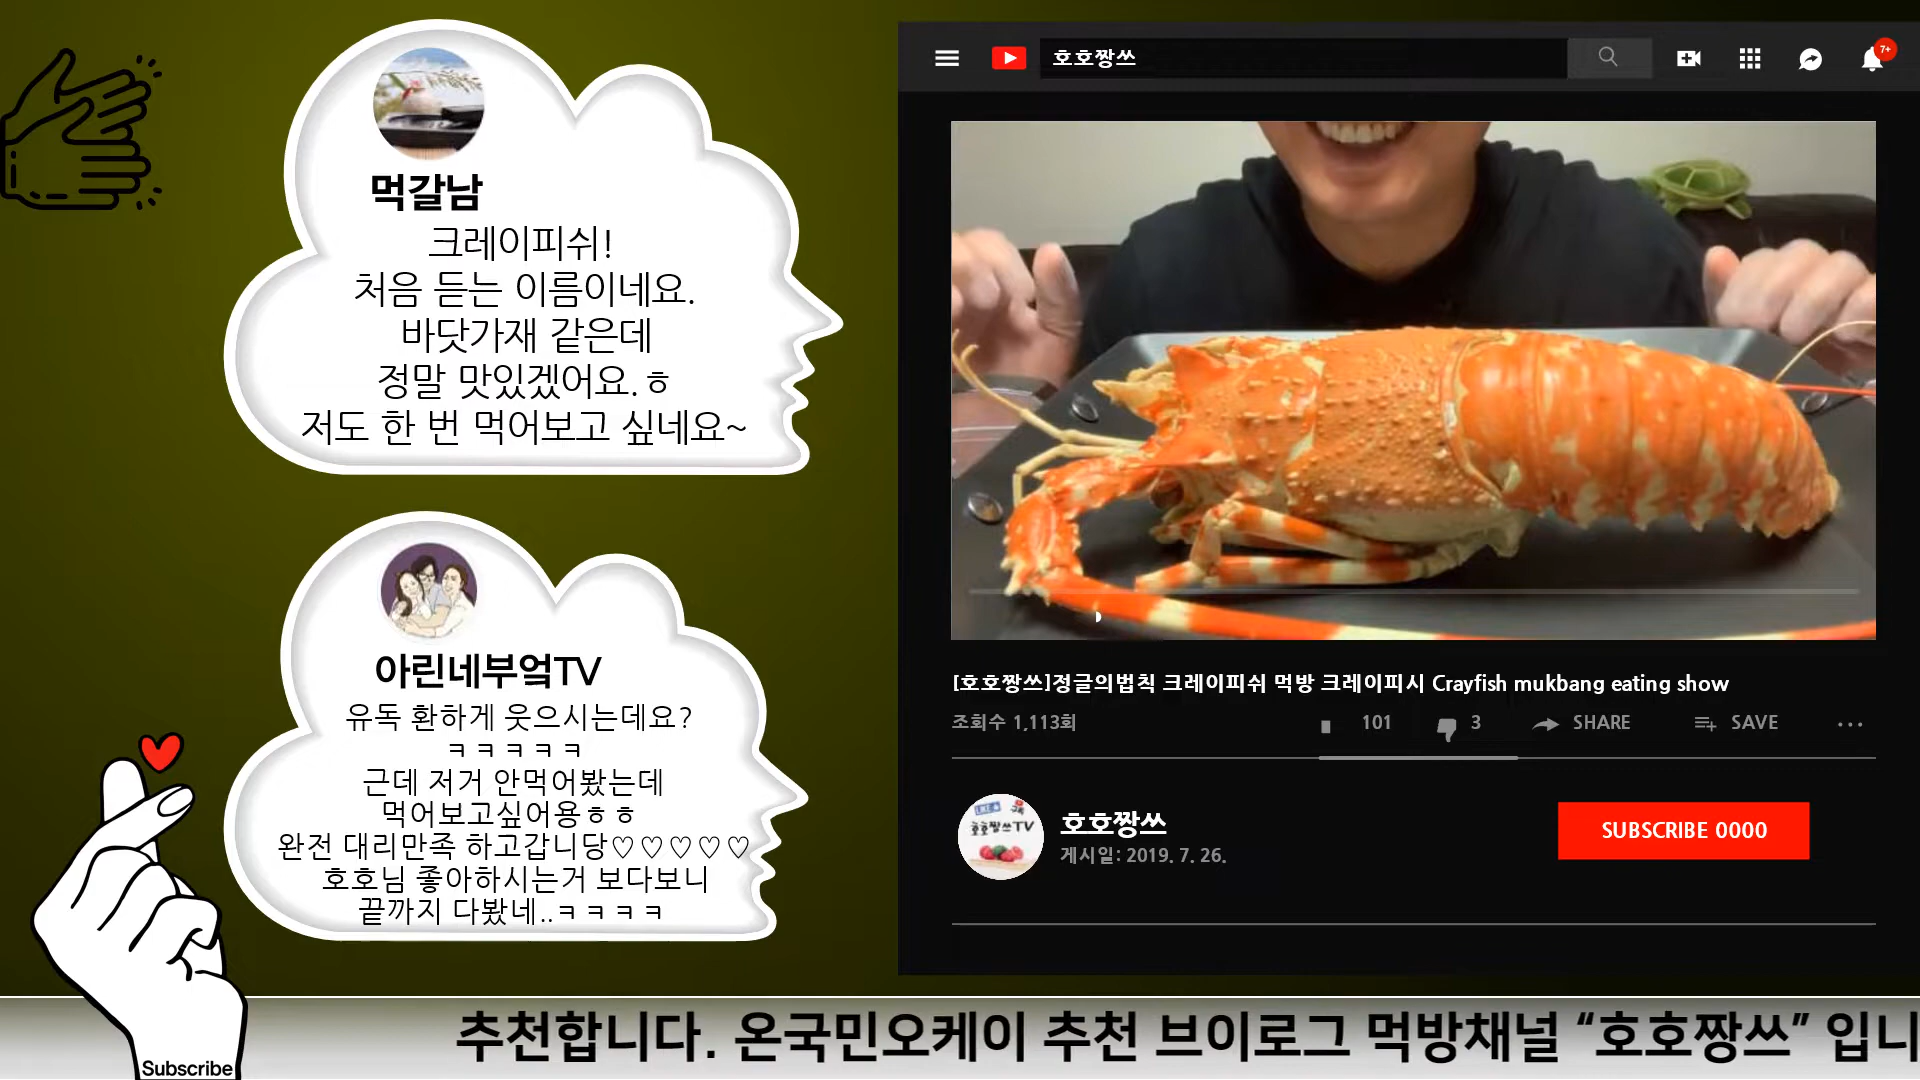 먹갈남
크레이피쉬!
처음 듣는 이름이네요.
바닷가재 같은데
정말 맛있겠어요.ㅎ
저도 한 번 먹어보고 싶네요~
아린네부엌TV
유독 환하게 웃으시는데요?
ㅋㅋㅋㅋㅋ
근데 저거 안먹어봤는데
먹어보고싶어용ㅎㅎ
완전 대리만족 하고갑니당♡♡♡♡♡
호호님 좋아하시는거 보다보니
끝까지 다봤네..ㅋㅋㅋㅋ
호호짱쓰
7+
[호호짱쓰]정글의법칙 크레이피쉬 먹방 크레이피시 Crayfish mukbang eating show
조회수 1,113회 101 3 SHARE SAVE
LIKE 구독
호호짱쓰TV
호호짱쓰
게시일: 2019. 7. 26.
SUBSCRIBE 0000
추천합니다. 온국민오케이 추천 브이로그 먹방채널 “호호짱쓰” 입니
Subscribe